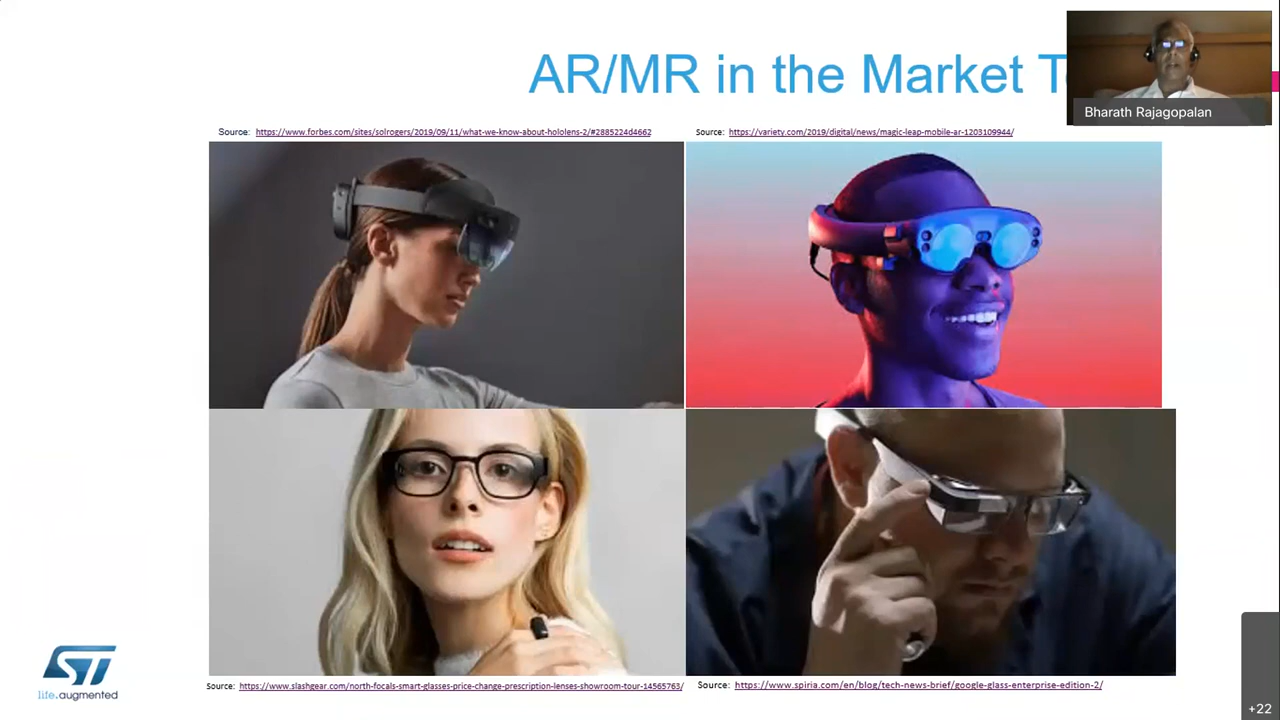 AR/MR in the Market T
Bharath Rajagopalan
Source: https://www.forbes.com/sites/solrogers/2019/09/11/what-we-know-about-hololens-2/#2885224d4662
Source: https://variety.com/2019/digital/news/magic-leap-mobile-ar-1203109944/
Source: https://www.slashgear.com/north-focals-smart-glasses-price-change-prescription-lenses-showroom-tour-14565763/
Source: https://www.spiria.com/en/blog/tech-news-brief/google-glass-enterprise-edition-2/
ST
life.augmented
+22